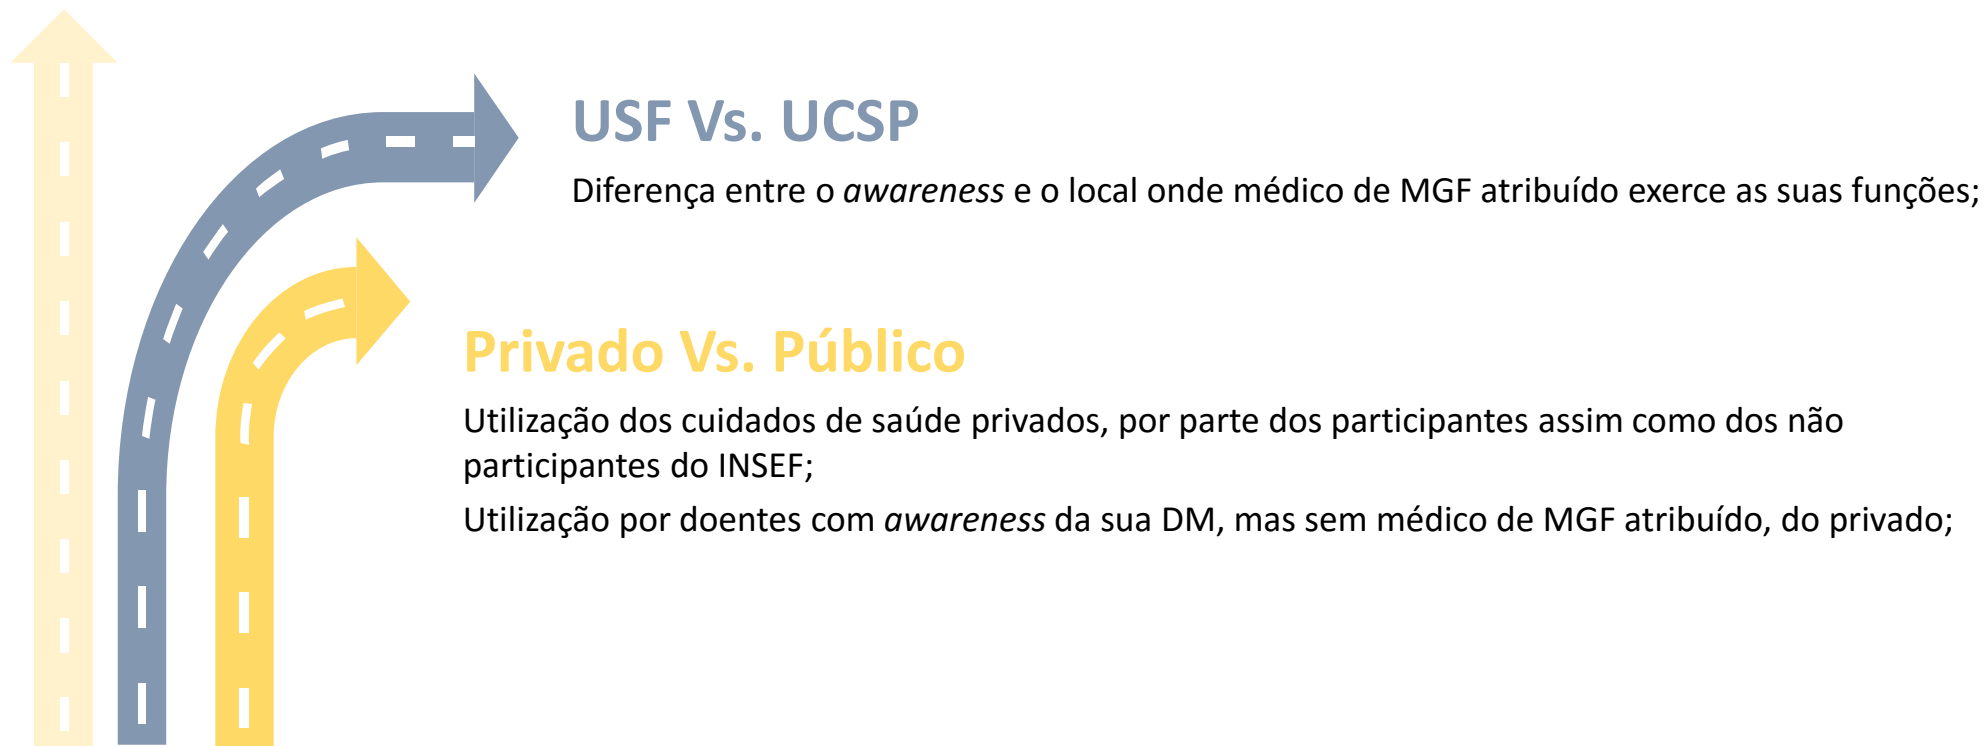 USF Vs. UCSP
Diferença entre o awareness e o local onde médico de MGF atribuído exerce as suas funções;
Privado Vs. Público
Utilização dos cuidados de saúde privados, por parte dos participantes assim como dos não
participantes do INSEF;
Utilização por doentes com awareness da sua DM, mas sem médico de MGF atribuído, do privado;